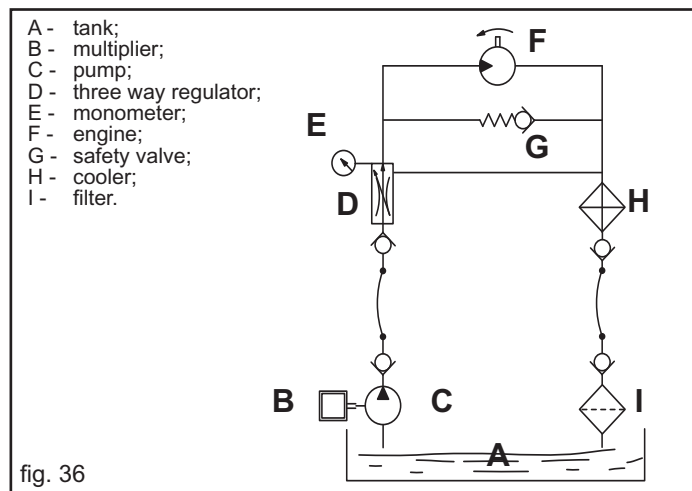 A - tank;
B - multiplier;
C - pump;
D - three way regulator;
E - monometer;
F - engine;
G - safety valve;
H - cooler;
I - filter.
F
E
G
D
H
B
C
I
A
fig. 36